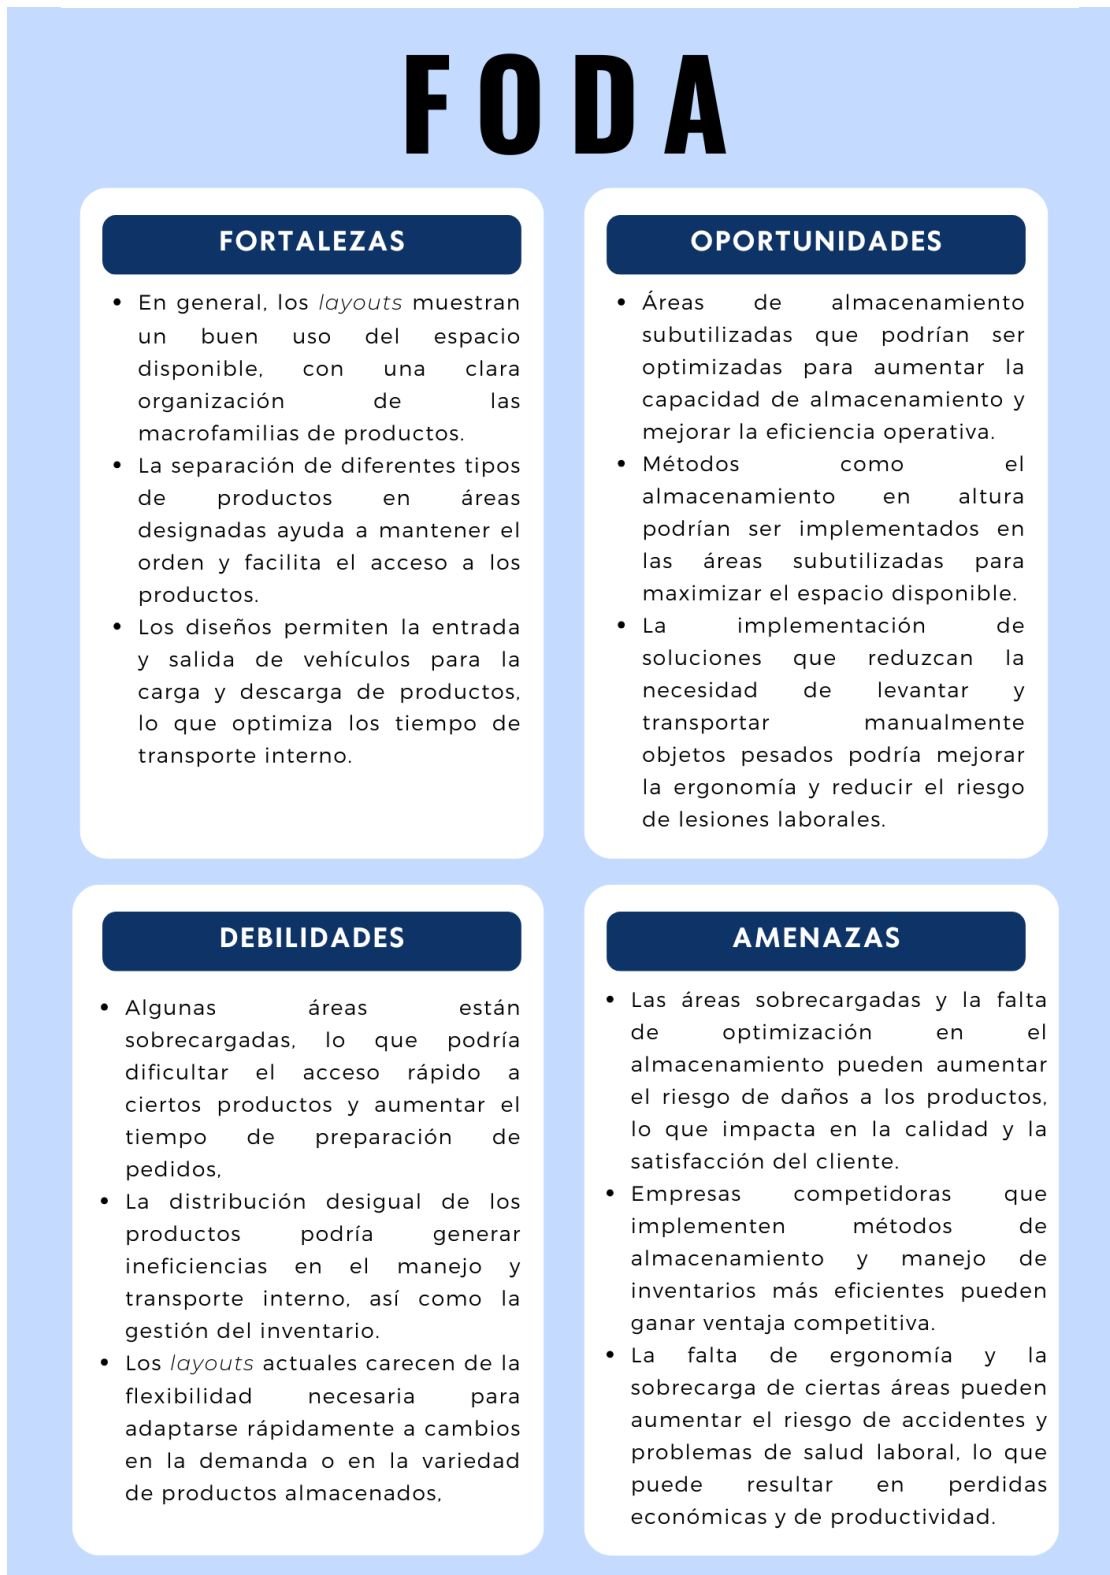 FODA
FORTALEZAS
• En general, los layouts muestran
un buen uso del espacio
disponible, con una clara
organización de las
macrofamilias de productos.
• La separación de diferentes tipos
de productos en áreas
designadas ayuda a mantener el
orden y facilita el acceso a los
productos.
• Los diseños permiten la entrada
y salida de vehículos para la
carga y descarga de productos,
lo que optimiza los tiempo de
transporte interno.
OPORTUNIDADES
• Áreas de almacenamiento
subutilizadas que podrían ser
optimizadas para aumentar la
capacidad de almacenamiento y
mejorar la eficiencia operativa.
• Métodos como el
almacenamiento en altura
podrían ser implementados en
las áreas subutilizadas para
maximizar el espacio disponible.
• La implementación de
soluciones que reduzcan la
necesidad de levantar y
transportar manualmente
objetos pesados podría mejorar
la ergonomía y reducir el riesgo
de lesiones laborales.
DEBILIDADES
• Algunas áreas están
sobrecargadas, lo que podría
dificultar el acceso rápido a
ciertos productos y aumentar el
tiempo de preparación de
pedidos,
• La distribución desigual de los
productos podría generar
ineficiencias en el manejo y
transporte interno, así como la
gestión del inventario.
• Los layouts actuales carecen de la
flexibilidad necesaria para
adaptarse rápidamente a cambios
en la demanda o en la variedad
de productos almacenados,
AMENAZAS
• Las áreas sobrecargadas y la falta
de optimización en el
almacenamiento pueden aumentar
el riesgo de daños a los productos,
lo que impacta en la calidad y la
satisfacción del cliente.
• Empresas competidoras que
implementen métodos de
almacenamiento y manejo de
inventarios más eficientes pueden
ganar ventaja competitiva.
• La falta de ergonomía y la
sobrecarga de ciertas áreas pueden
aumentar el riesgo de accidentes y
problemas de salud laboral, lo que
puede resultar en perdidas
económicas y de productividad.